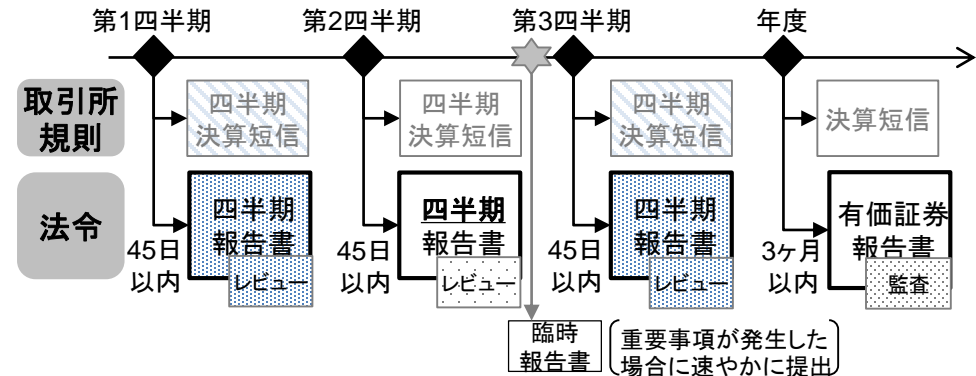 第1四半期
第2四半期
第3四半期
年度
取引所
規則
四半期
決算短信
四半期
決算短信
四半期
決算短信
決算短信
法令
45日
以内
四半期
報告書
レビュー
45日
以内
四半期
報告書
レビュー
45日
以内
四半期
報告書
レビュー
3ヶ月
以内
有価証券
報告書
監査
臨時
報告書
重要事項が発生した
場合に速やかに提出